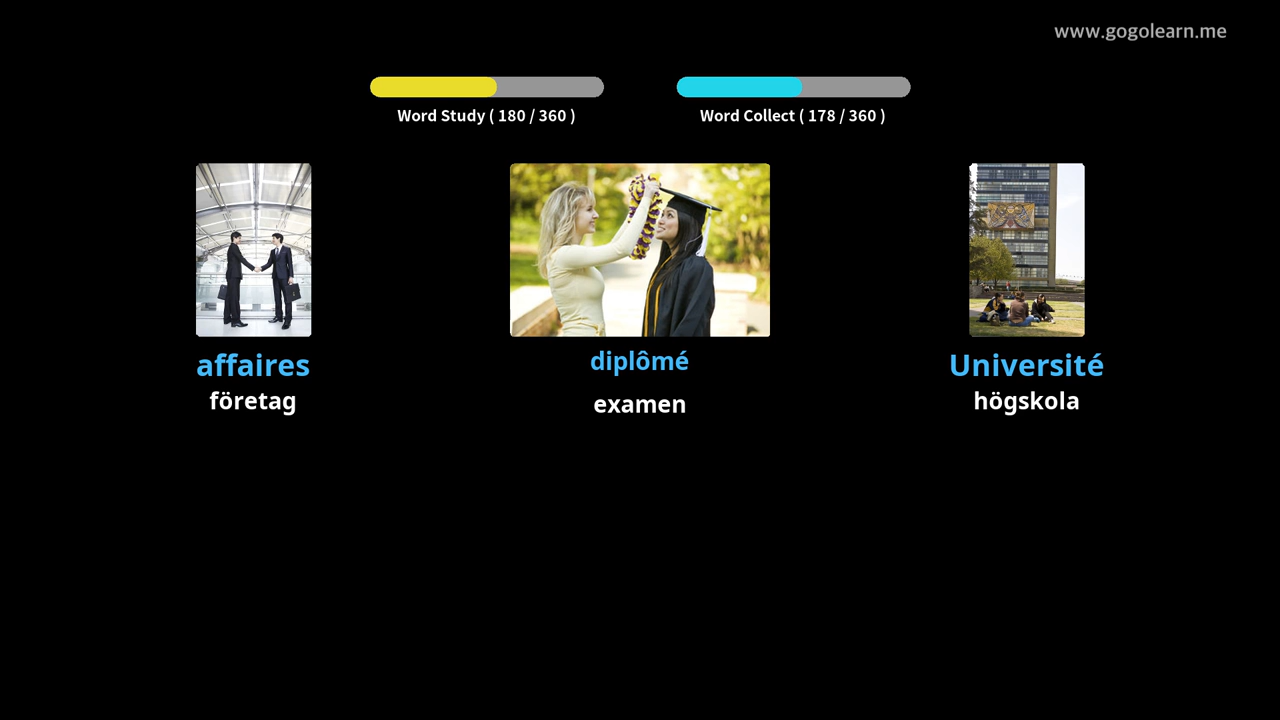 www.gogolearn.me
Word Study ( 180 / 360 )
Word Collect ( 178 / 360 )
affaires
företag
diplômé
examen
Université
högskola